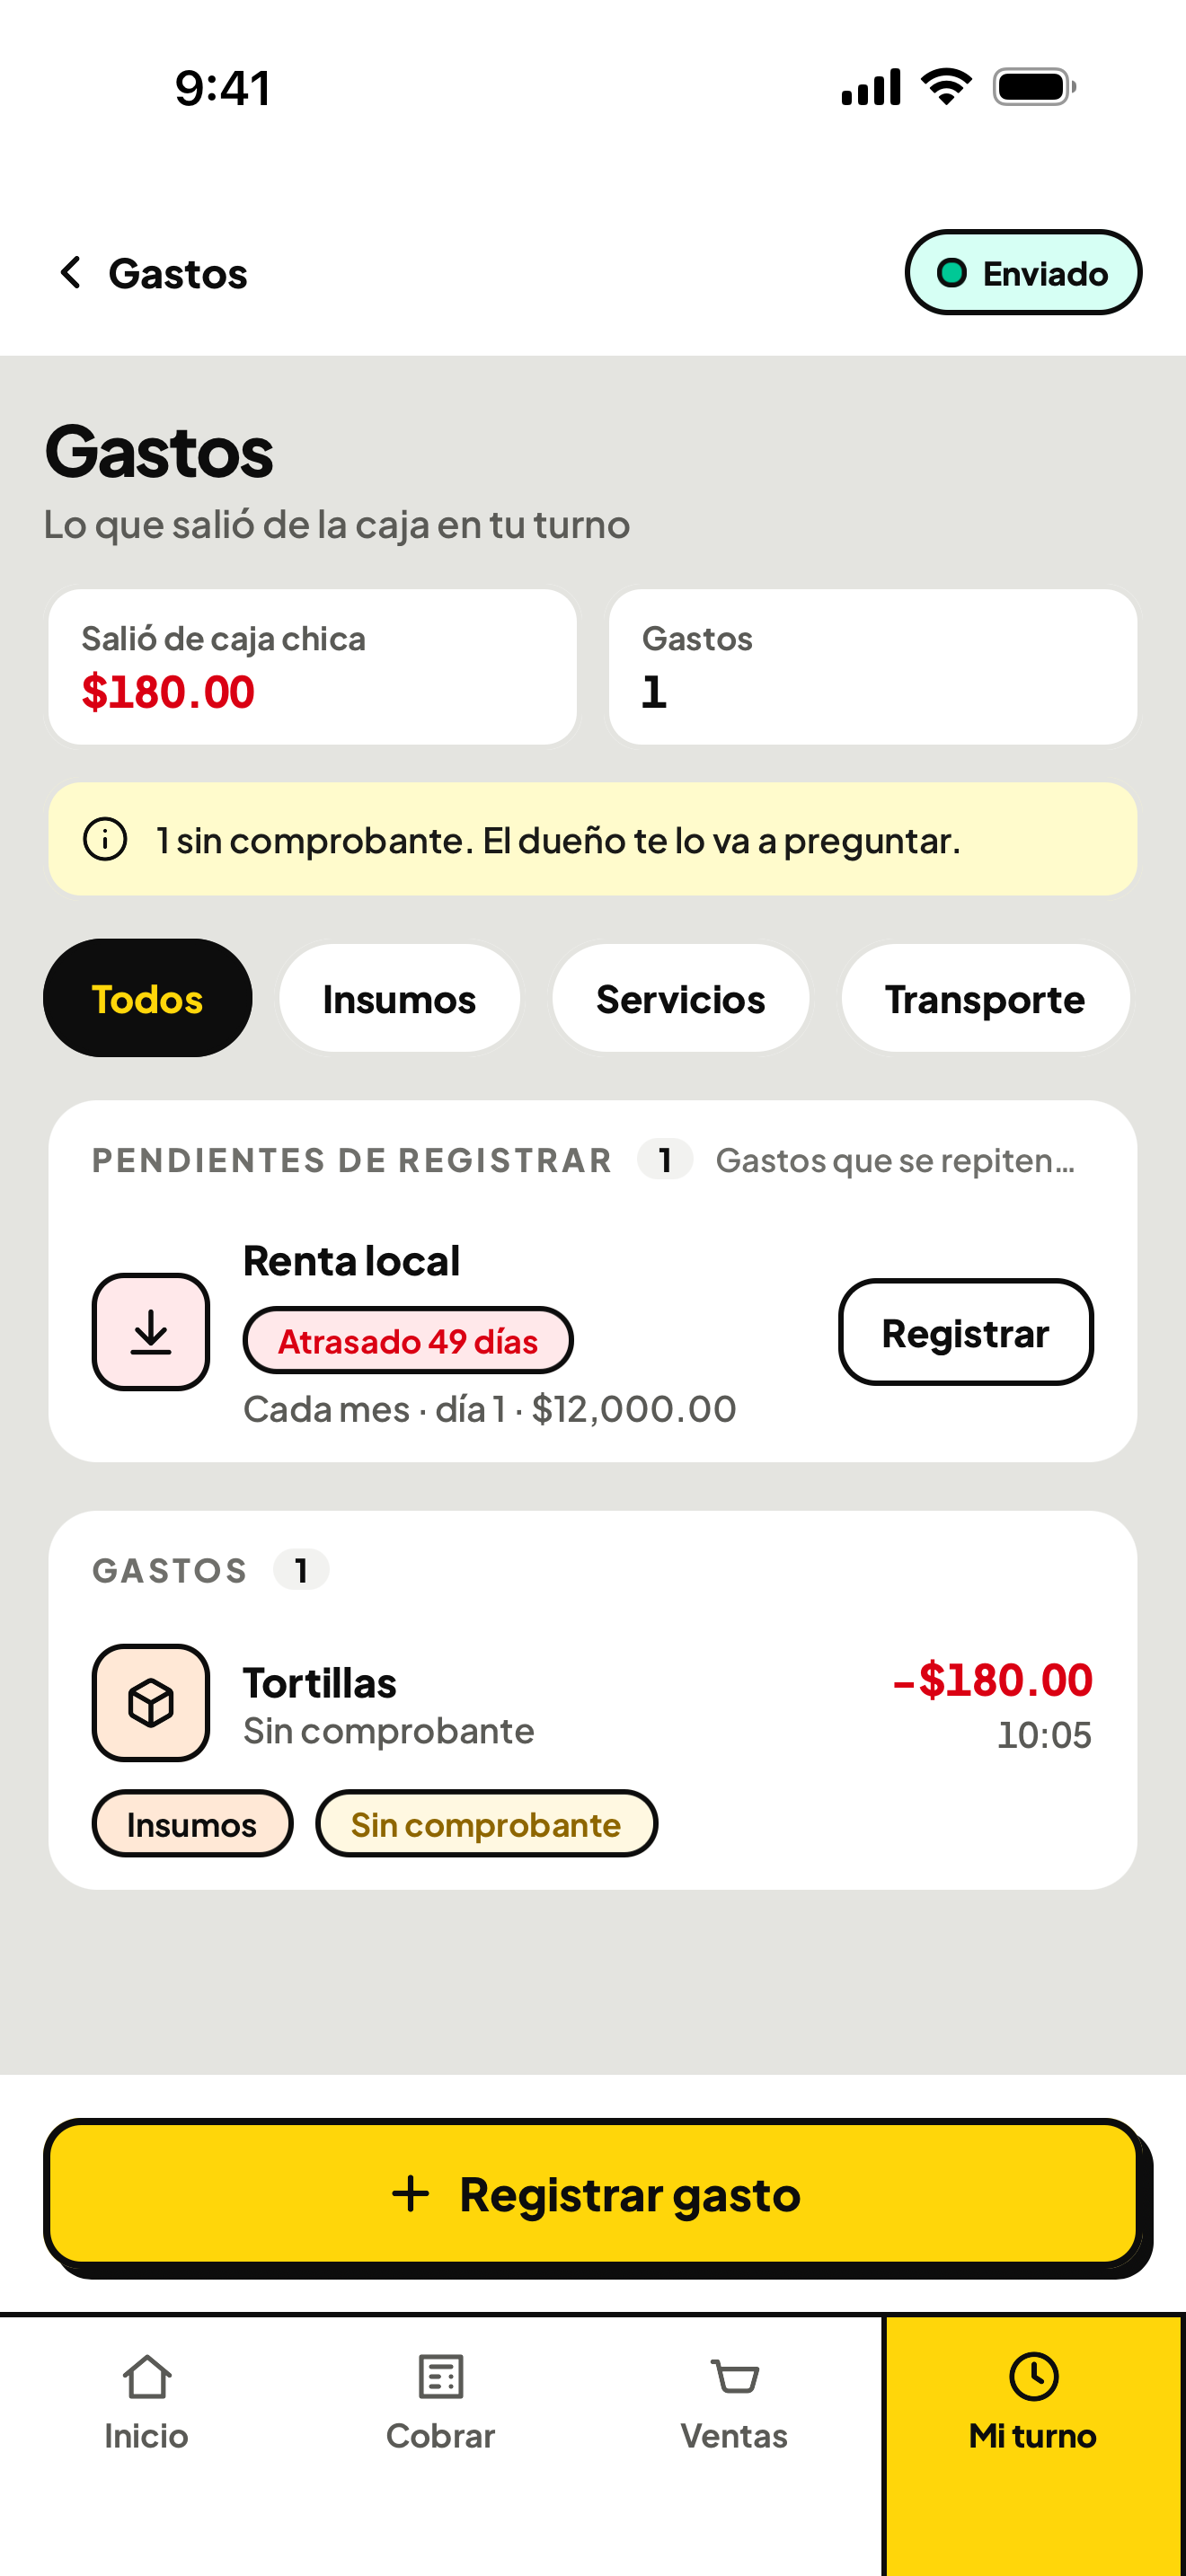 9:41
Gastos
Enviado
Gastos
Lo que salió de la caja en tu turno
Salió de caja chica
$180.00
Gastos
1
1 sin comprobante. El dueño te lo va a preguntar.
Todos
Insumos
Servicios
Transporte
PENDIENTES DE REGISTRAR 1 Gastos que se repiten…
Renta local
Atrasado 49 días
Cada mes · día 1 · $12,000.00
Registrar
GASTOS 1
Tortillas
Sin comprobante
−$180.00
10:05
Insumos
Sin comprobante
+ Registrar gasto
Inicio
Cobrar
Ventas
Mi turno